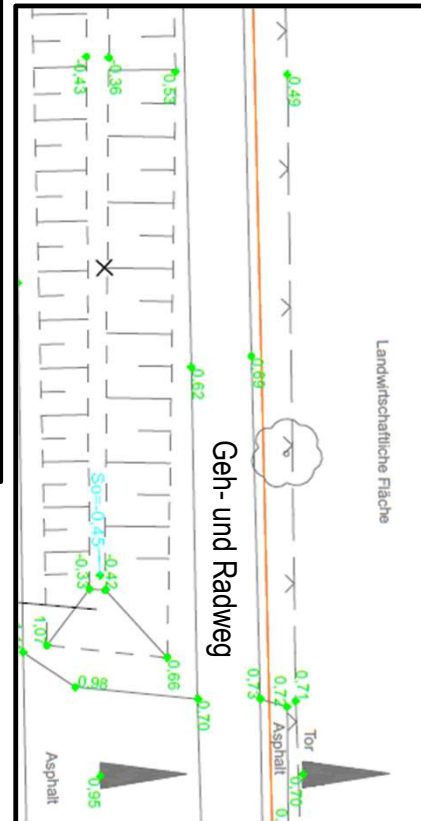 -0,43
-0,36
0,53
0,49
Landwirtschaftliche Fläche
0,62
0,69
Geh- und Radweg
So=-0,45
-0,33
-0,42
1,07
0,66
0,98
0,70
0,73
0,72
0,71
Tor
Asphalt
0,70
Asphalt
0,95